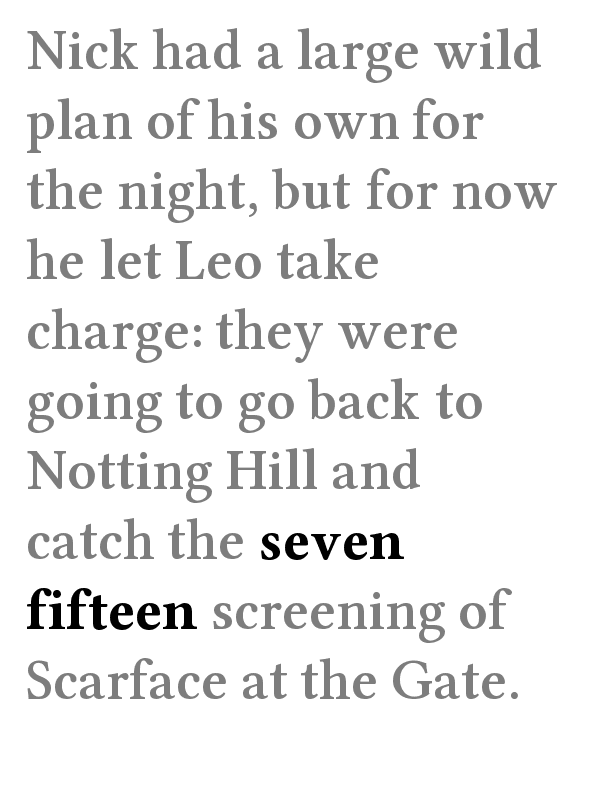 Nick had a large wild
plan of his own for
the night, but for now
he let Leo take
charge: they were
going to go back to
Notting Hill and
catch the seven
fifteen screening of
Scarface at the Gate.